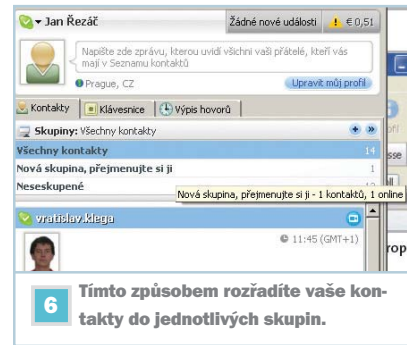 Jan Řezáč
Žádné nové události
€ 0,51
Napište zde zprávu, kterou uvidí všichni vaši přátelé, kteří vás
mají v Seznamu kontaktů
Prague, CZ
Upravit můj profil
Kontakty
Klávesnice
Výpis hovorů
Skupiny: Všechny kontakty
Všechny kontakty 14
Nová skupina, přejmenujte si ji 1
Neseskupené
Nová skupina, přejmenujte si ji - 1 kontaktů, 1 online
vratislav.klega
11:45 (GMT+1)
6
Tímto způsobem rozřadíte vaše kon-
takty do jednotlivých skupin.